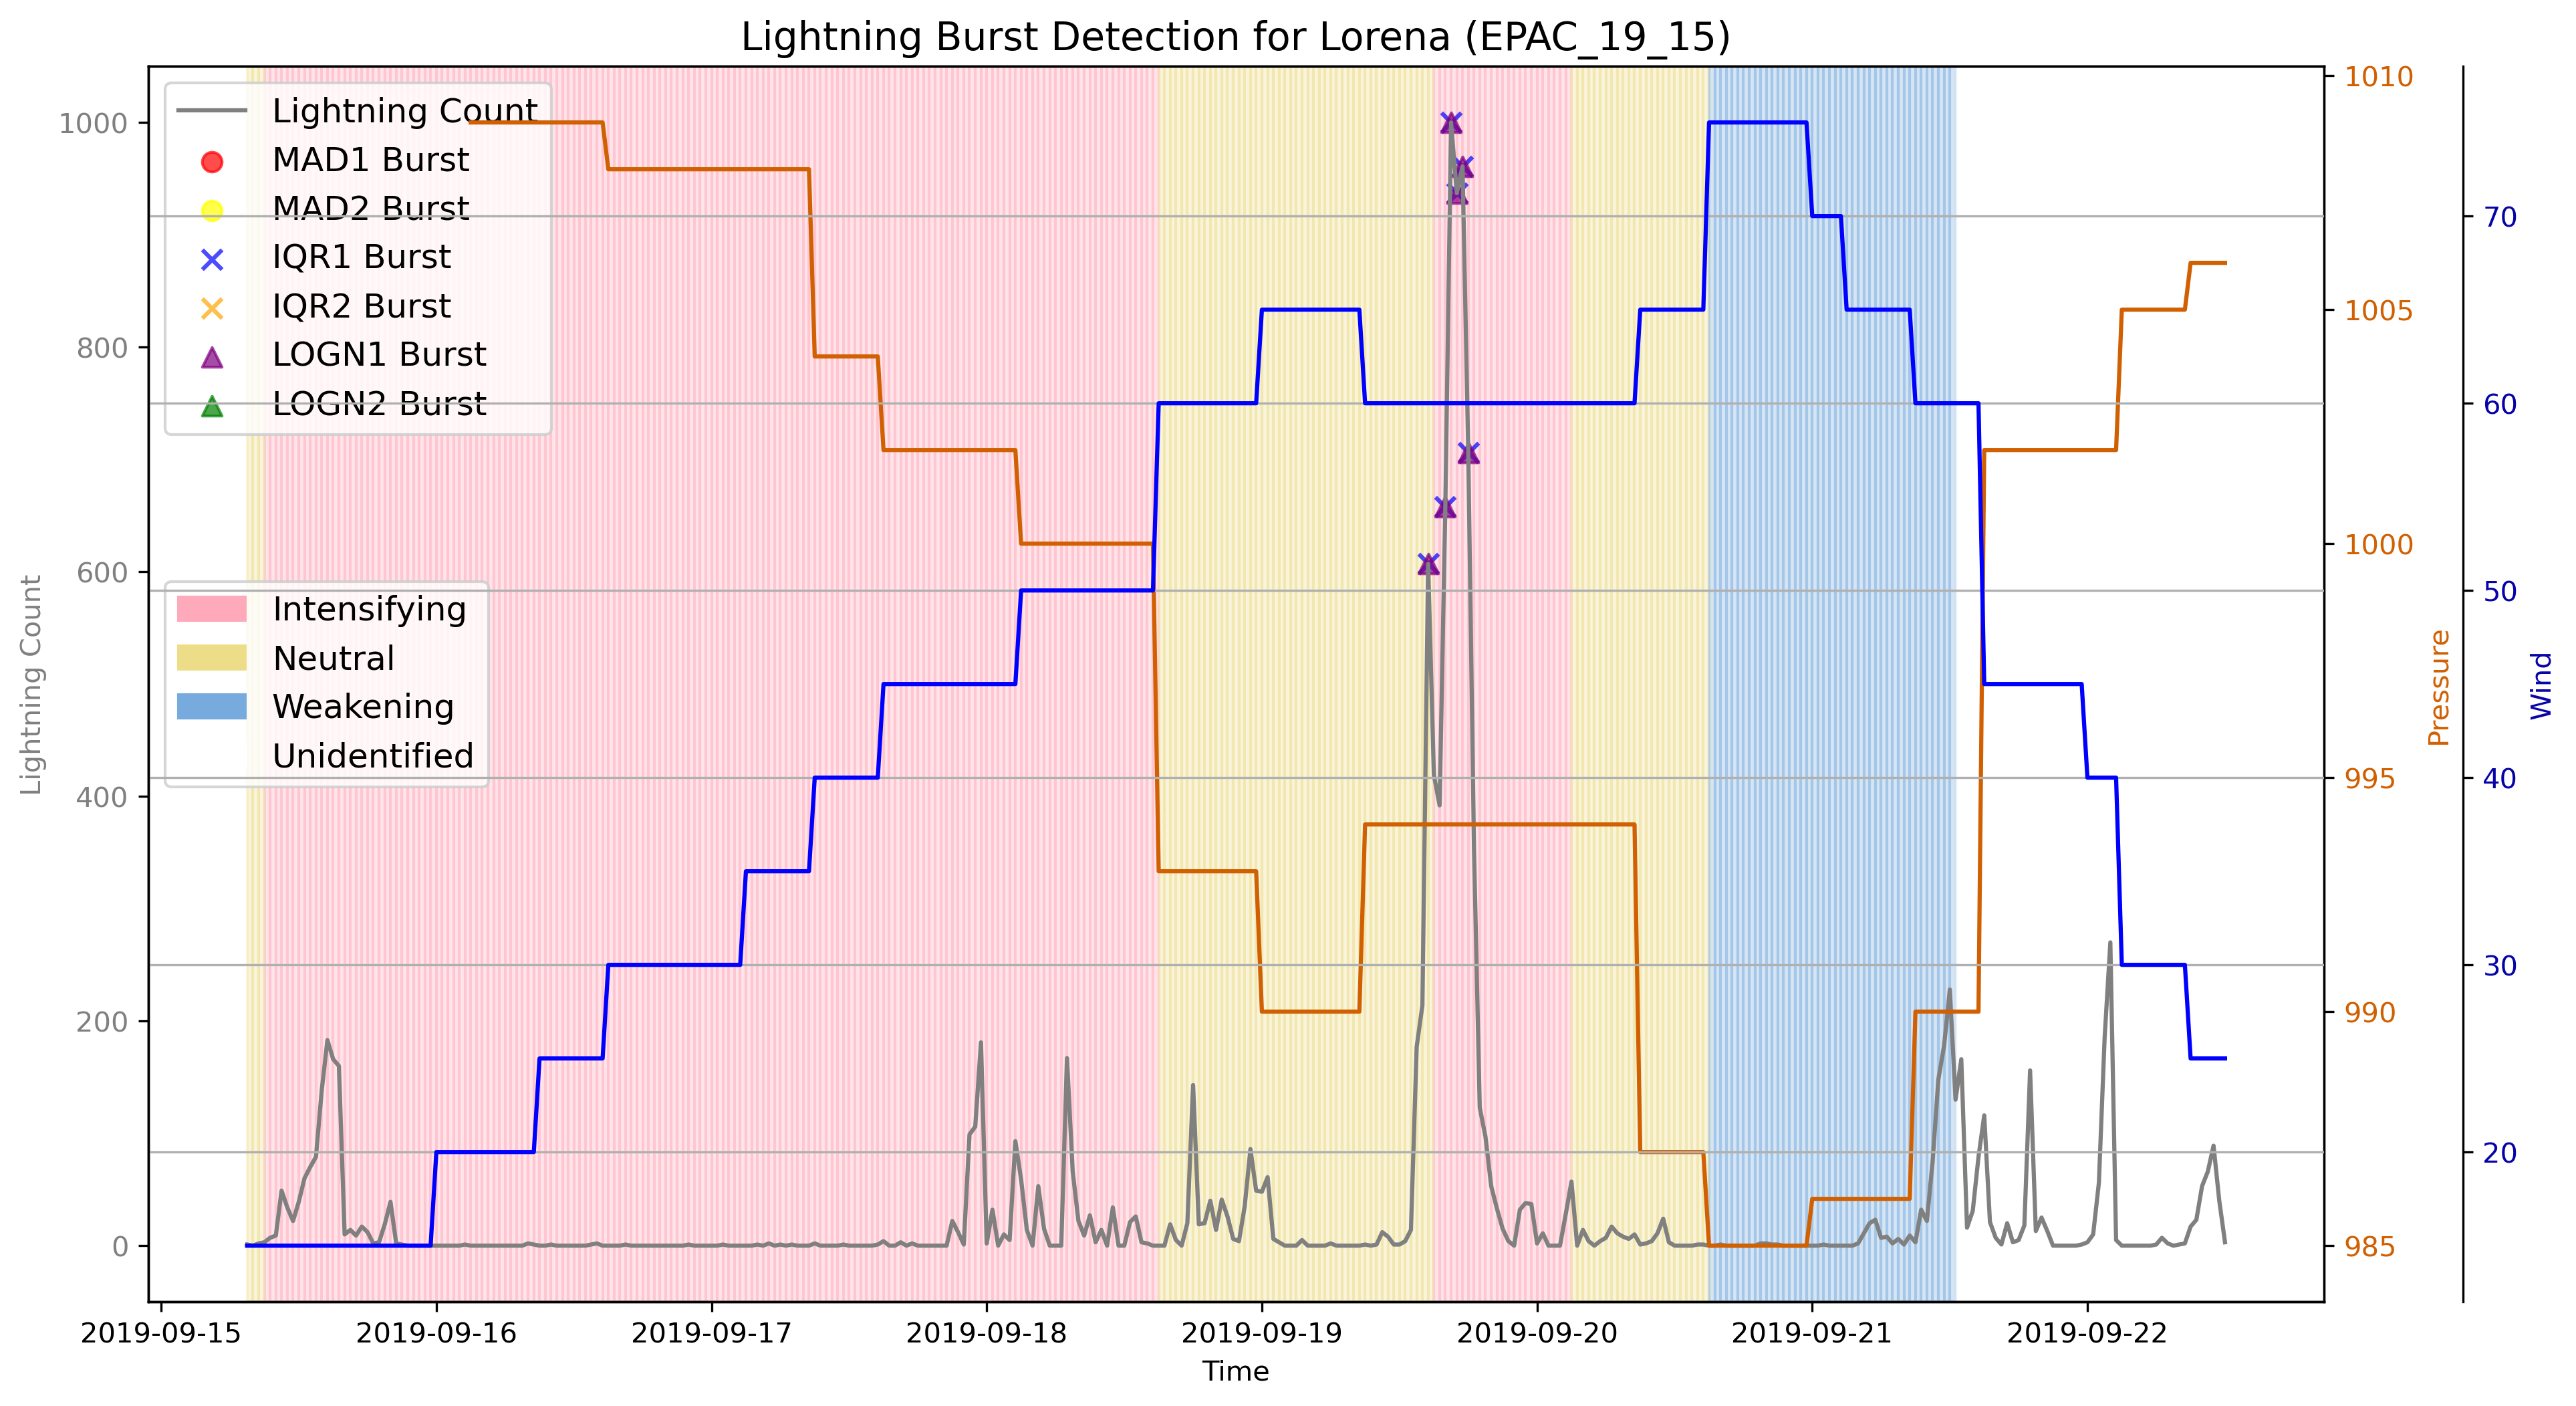 Lightning Burst Detection for Lorena (EPAC_19_15)
Lightning Count
MAD1 Burst
MAD2 Burst
IQR1 Burst
IQR2 Burst
LOGN1 Burst
LOGN2 Burst
Intensifying
Neutral
Weakening
Unidentified
1000
800
600
400
200
0
Lightning Count
1010
1005
1000
995
990
985
Pressure
70
60
50
40
30
20
Wind
2019-09-15 2019-09-16 2019-09-17 2019-09-18 2019-09-19 2019-09-20 2019-09-21 2019-09-22
Time